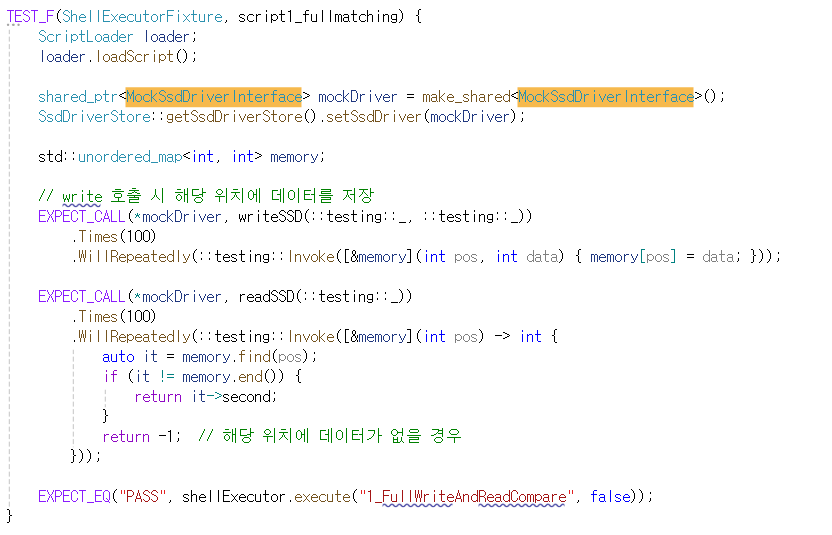 TEST_F(ShellExecutorFixture, script1_fullmatching) {
    ScriptLoader loader;
    loader.loadScript();

    shared_ptr<MockSsdDriverInterface> mockDriver = make_shared<MockSsdDriverInterface>();
    SsdDriverStore::getSsdDriverStore().setSsdDriver(mockDriver);

    std::unordered_map<int, int> memory;

    // write 호출 시 해당 위치에 데이터를 저장
    EXPECT_CALL(*mockDriver, writeSSD(::testing::_, ::testing::_))
        .Times(100)
        .WillRepeatedly(::testing::Invoke([&memory](int pos, int data) { memory[pos] = data; }));

    EXPECT_CALL(*mockDriver, readSSD(::testing::_))
        .Times(100)
        .WillRepeatedly(::testing::Invoke([&memory](int pos) -> int {
            auto it = memory.find(pos);
            if (it != memory.end()) {
                return it->second;
            }
            return -1;  // 해당 위치에 데이터가 없을 경우
        }));

    EXPECT_EQ("PASS", shellExecutor.execute("1_FullWriteAndReadCompare", false));
}